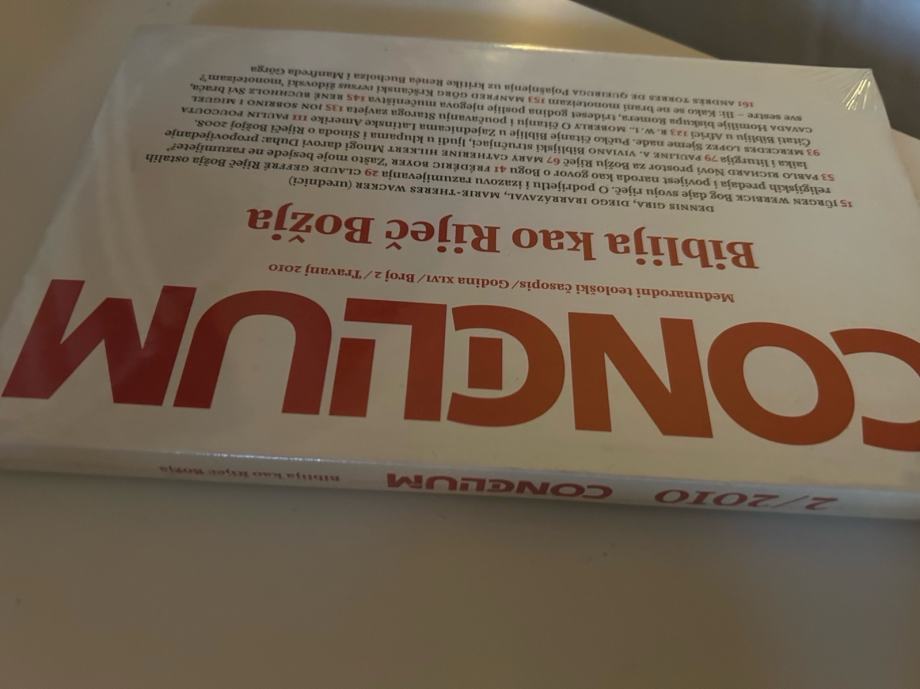 CONCILIUM
Međunarodni teološki časopis / Godina XLVI / Broj 2 / Travanj 2010
Biblija kao Riječ Božja
DENNIS GIRA, DIEGO IRARRÁZAVAL, MARIE-THERES WACKER (urednici)
15 JÜRGEN WERBICK Bog daje svoju riječ. O podrijetlu i izazovu razumijevanja 29 CLAUDE GEFFRÉ Riječ Božja ostalih
religijskih predaja i povijest naroda kao govor o Bogu 41 FRÉDÉRIC BOYER "Zašto moje besjede ne razumijete?"
53 PABLO RICHARD Novi prostor za Božju Riječ 67 MARY CATHERINE HILKERT Mnogi darovi Duha: propovijedanje
laika i liturgija 79 PAULINE A. VIVIANO Biblijski stručnjaci, ljudi u klupama i Sinoda o Riječi Božjoj 2008.
93 MERCEDES LOPEZ Sjeme nade. Pučko čitanje Biblije u Zajednicama Latinske Amerike 111 PAULIN POUCOUTA
Čitati Bibliju u Africi 123 R. W. L. MOBERLY O čitanju i poučavanju Staroga zavjeta 135 JON SOBRINO i MIGUEL
CAVADA Homilije biskupa Romera, trideset godina poslije njegova mučeništva 145 RENÉ BUCHHOLZ Svi braća,
sve sestre – Ili: Kako se ne brani monoteizam 153 MANFRED GÖRG Kršćanski versus židovski 'monoteizam'?
161 ANDRÉS TORRES DE QUEIRUGA Pojašnjenja uz kritike Renéa Bucholza i Manfreda Görga
2/2010 CONCILIUM Biblija kao Riječ Božja